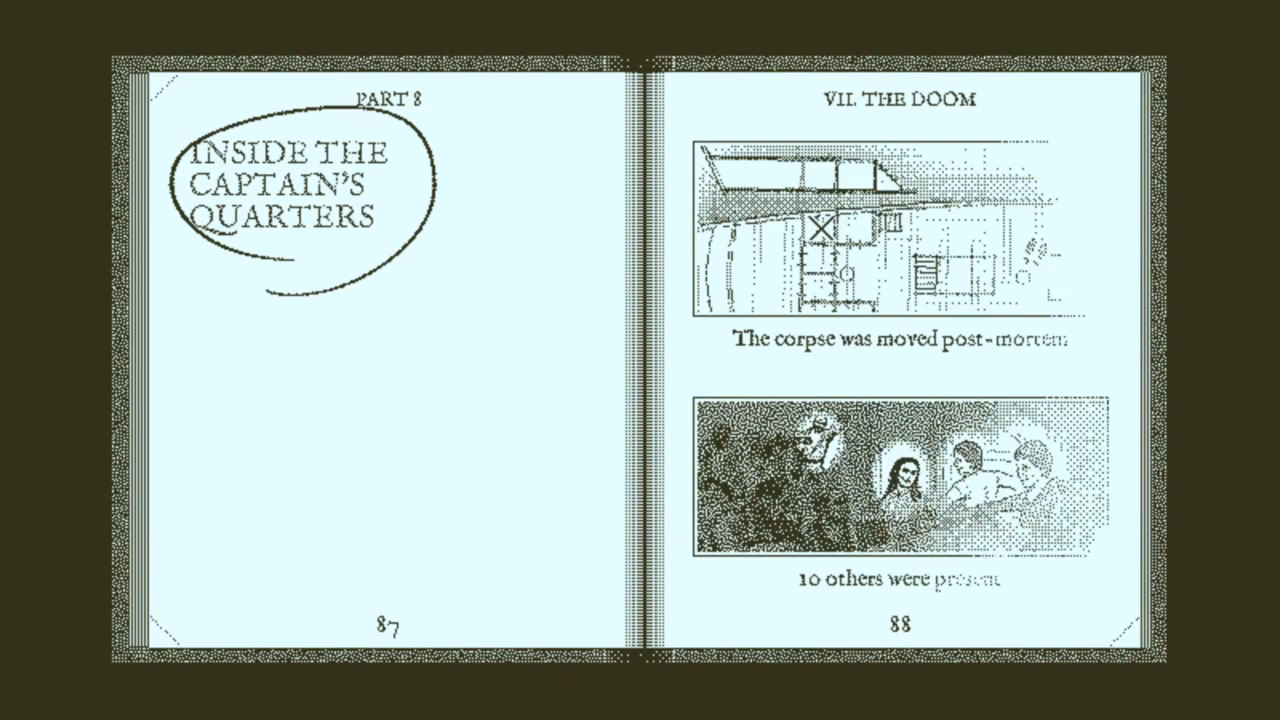 PART 8
INSIDE THE
CAPTAIN'S
QUARTERS
87
VII. THE DOOM
The corpse was moved post-mortem
10 others were present
88